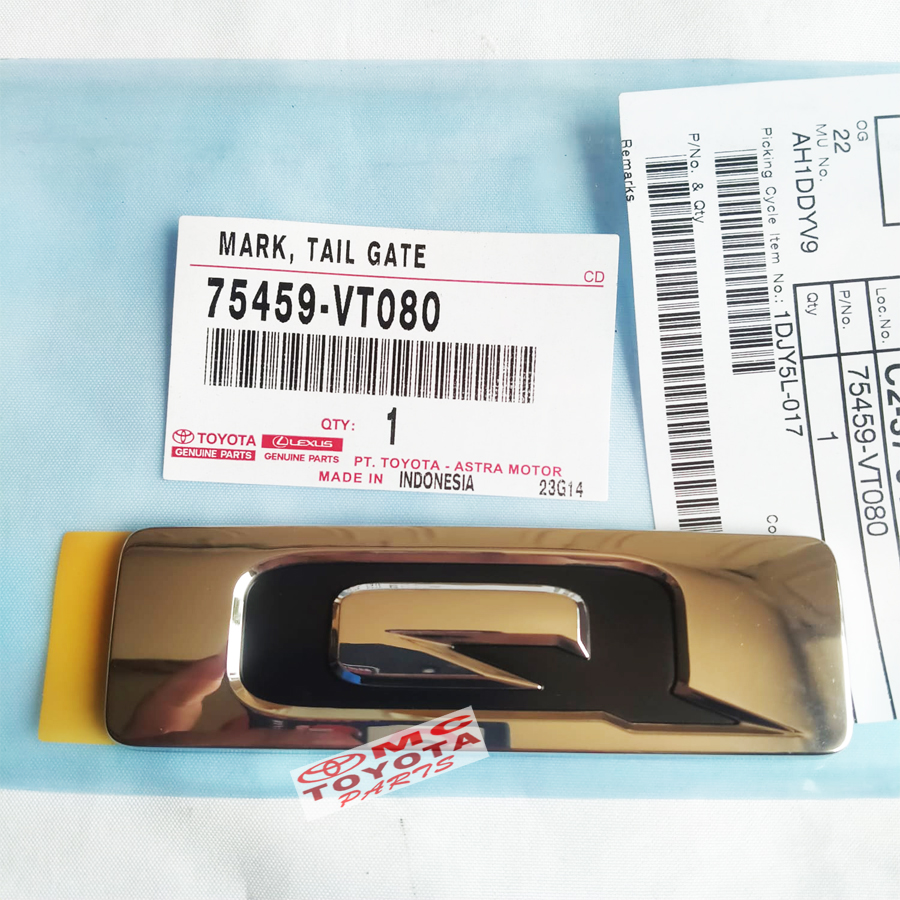 MARK, TAIL GATE
CD
75459-VT080
QTY: 1
TOYOTA
GENUINE PARTS
LEXUS
GENUINE PARTS
PT. TOYOTA - ASTRA MOTOR
MADE IN INDONESIA
23G14
OG
22
MU No.
AH1DDYV9
Picking Cycle Item No.: 1DJY5L-017
P/No. & Qty
Remarks
Loc.No.
P/No.
75459-VT080
Qty
1
MC
TOYOTA
PARTS